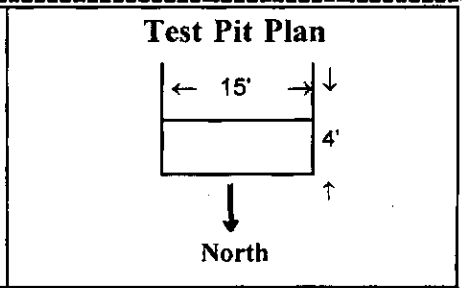 Test Pit Plan
← 15' → ↓
4'
↑
North